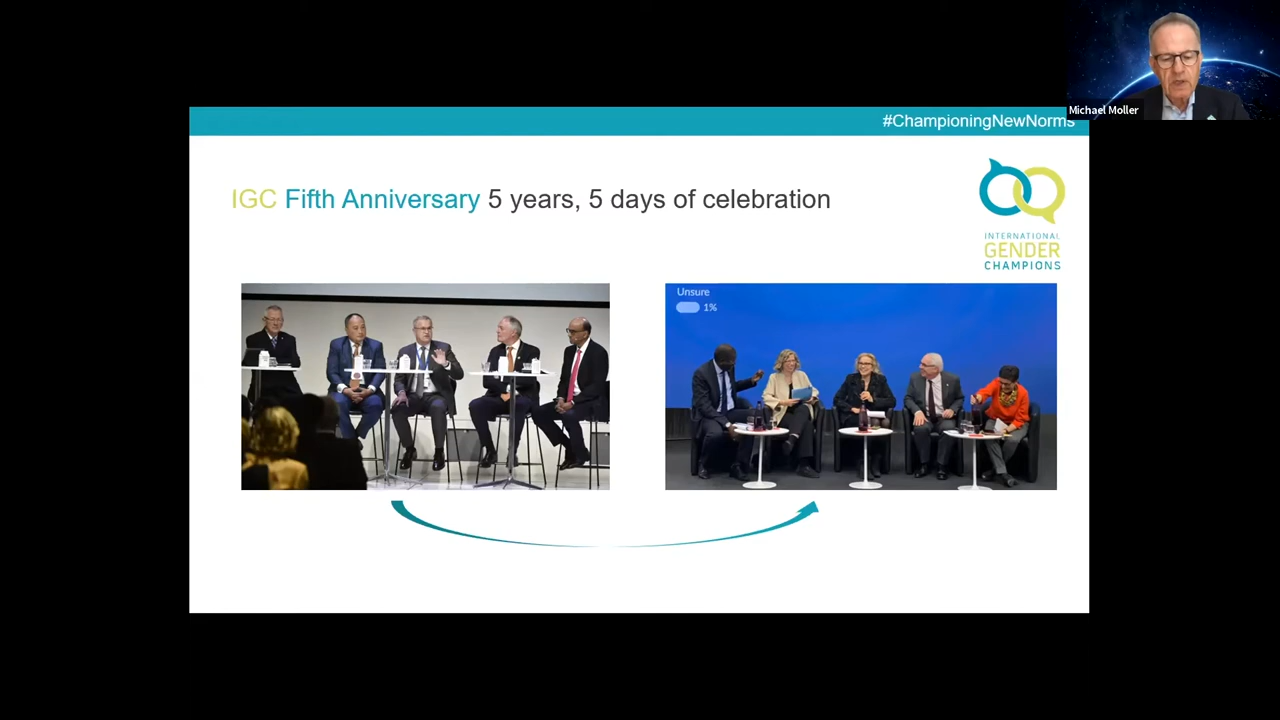 Michael Moller
#ChampioningNewNorms
IGC Fifth Anniversary 5 years, 5 days of celebration
INTERNATIONAL
GENDER
CHAMPIONS
Unsure
1%